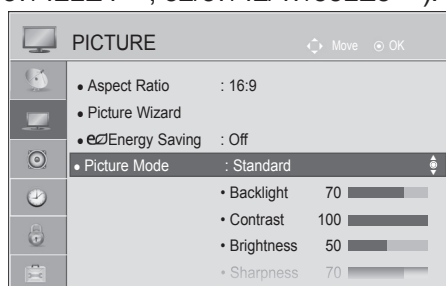 PICTURE
Move OK
• Aspect Ratio : 16:9
• Picture Wizard
• Energy Saving : Off
• Picture Mode : Standard
• Backlight 70
• Contrast 100
• Brightness 50
• Sharpness 70